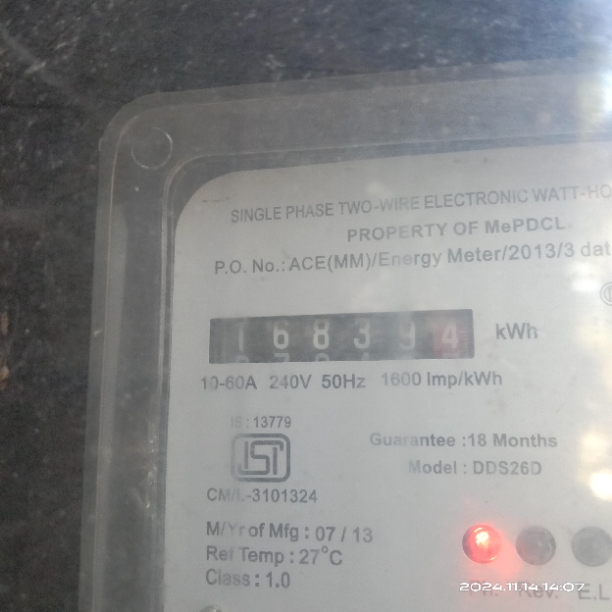 SINGLE PHASE TWO-WIRE ELECTRONIC WATT-HO
PROPERTY OF MePDCL
P.O. No.: ACE(MM)/Energy Meter/2013/3 dat
168394 kWh
10-60A 240V 50Hz 1600 Imp/kWh
IS : 13779
ISI
Guarantee :18 Months
Model : DDS26D
CM/L-3101324
M/Yr of Mfg : 07 / 13
Ref Temp : 27°C
Class : 1.0
Rev. E.L
2024.11.14 14:07